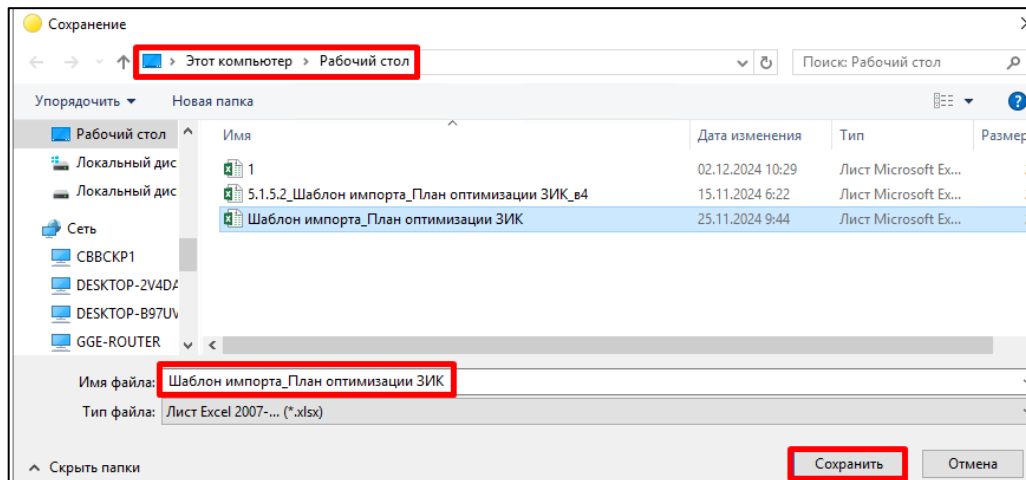 Сохранение
Этот компьютер › Рабочий стол
Поиск: Рабочий стол
Упорядочить
Новая папка
Рабочий стол
Локальный дис
Локальный дис
Сеть
CBBCKP1
DESKTOP-2V4DA
DESKTOP-B97UV
GGE-ROUTER
Имя Дата изменения Тип Размер
1 02.12.2024 10:29 Лист Microsoft Ex...
5.1.5.2_Шаблон импорта_План оптимизации ЗИК_в4 15.11.2024 6:22 Лист Microsoft Ex...
Шаблон импорта_План оптимизации ЗИК 25.11.2024 9:44 Лист Microsoft Ex...
Имя файла: Шаблон импорта_План оптимизации ЗИК
Тип файла: Лист Excel 2007-... (*.xlsx)
Скрыть папки
Сохранить
Отмена